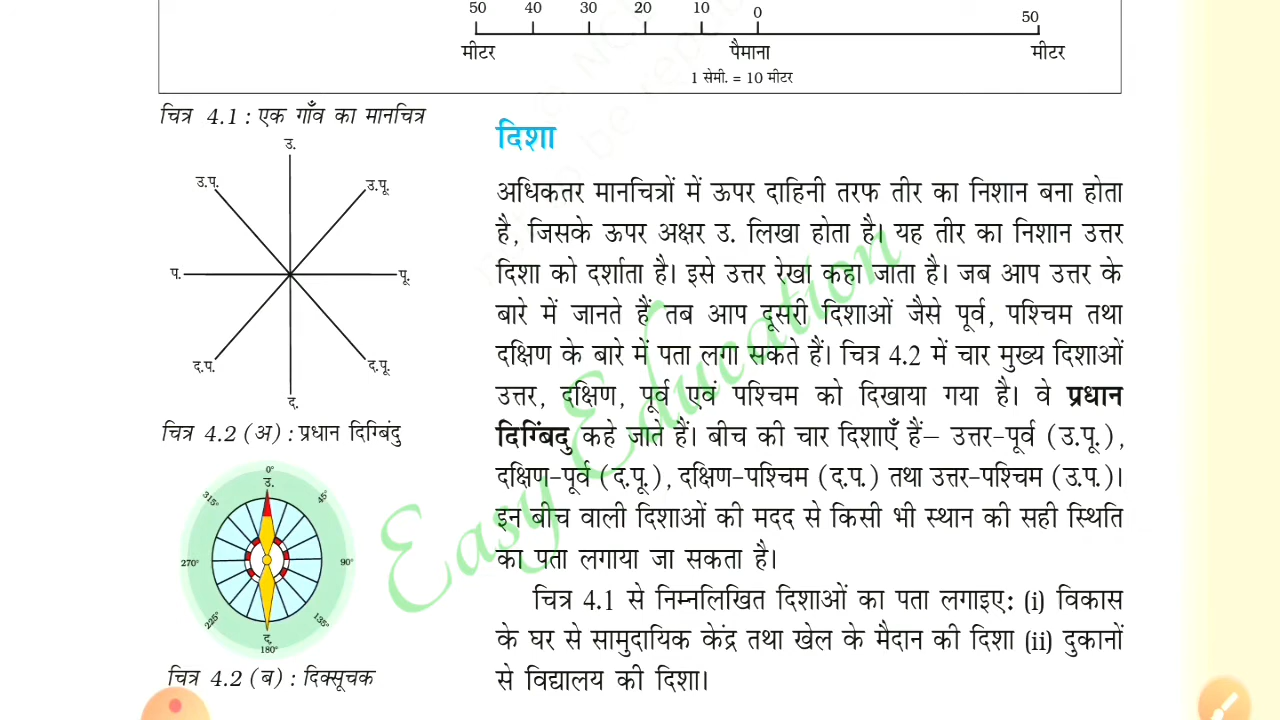 50 40 30 20 10 0 50
मीटर पैमाना मीटर
1 सेमी. = 10 मीटर
चित्र 4.1 : एक गाँव का मानचित्र
उ.
उ.प. उ.पू.
प. पू.
द.प. द.पू.
द.
चित्र 4.2 (अ) : प्रधान दिग्बिंदु
0°
उ.
315° 45°
270° 90°
225° 135°
द.
180°
चित्र 4.2 (ब) : दिक्सूचक
दिशा
अधिकतर मानचित्रों में ऊपर दाहिनी तरफ तीर का निशान बना होता
है, जिसके ऊपर अक्षर उ. लिखा होता है। यह तीर का निशान उत्तर
दिशा को दर्शाता है। इसे उत्तर रेखा कहा जाता है। जब आप उत्तर के
बारे में जानते हैं तब आप दूसरी दिशाओं जैसे पूर्व, पश्चिम तथा
दक्षिण के बारे में पता लगा सकते हैं। चित्र 4.2 में चार मुख्य दिशाओं
उत्तर, दक्षिण, पूर्व एवं पश्चिम को दिखाया गया है। वे प्रधान
दिग्बिंदु कहे जाते हैं। बीच की चार दिशाएँ हैं– उत्तर-पूर्व (उ.पू.),
दक्षिण-पूर्व (द.पू.), दक्षिण-पश्चिम (द.प.) तथा उत्तर-पश्चिम (उ.प.)।
इन बीच वाली दिशाओं की मदद से किसी भी स्थान की सही स्थिति
का पता लगाया जा सकता है।
चित्र 4.1 से निम्नलिखित दिशाओं का पता लगाइए: (i) विकास
के घर से सामुदायिक केंद्र तथा खेल के मैदान की दिशा (ii) दुकानों
से विद्यालय की दिशा।
Easy Education